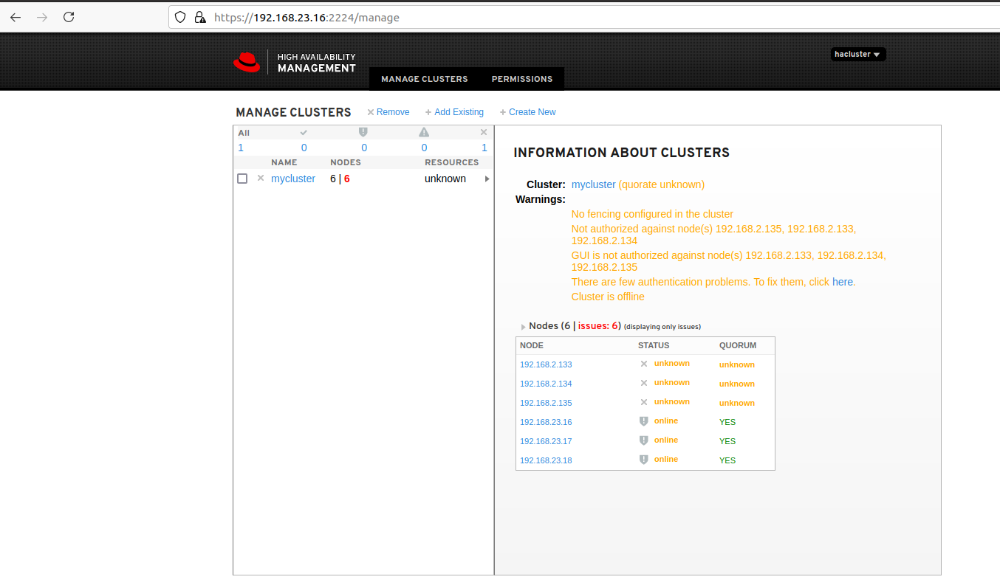 https://192.168.23.16:2224/manage
HIGH AVAILABILITY
MANAGEMENT
hacluster
MANAGE CLUSTERS PERMISSIONS
MANAGE CLUSTERS Remove + Add Existing + Create New
All
1 0 0 0 1
NAME NODES RESOURCES
mycluster 6 | 6 unknown
INFORMATION ABOUT CLUSTERS
Cluster: mycluster (quorate unknown)
Warnings:
No fencing configured in the cluster
Not authorized against node(s) 192.168.2.135, 192.168.2.133,
192.168.2.134
GUI is not authorized against node(s) 192.168.2.133, 192.168.2.134,
192.168.2.135
There are few authentication problems. To fix them, click here.
Cluster is offline
Nodes (6 | issues: 6) (displaying only issues)
NODE STATUS QUORUM
192.168.2.133 unknown unknown
192.168.2.134 unknown unknown
192.168.2.135 unknown unknown
192.168.23.16 online YES
192.168.23.17 online YES
192.168.23.18 online YES